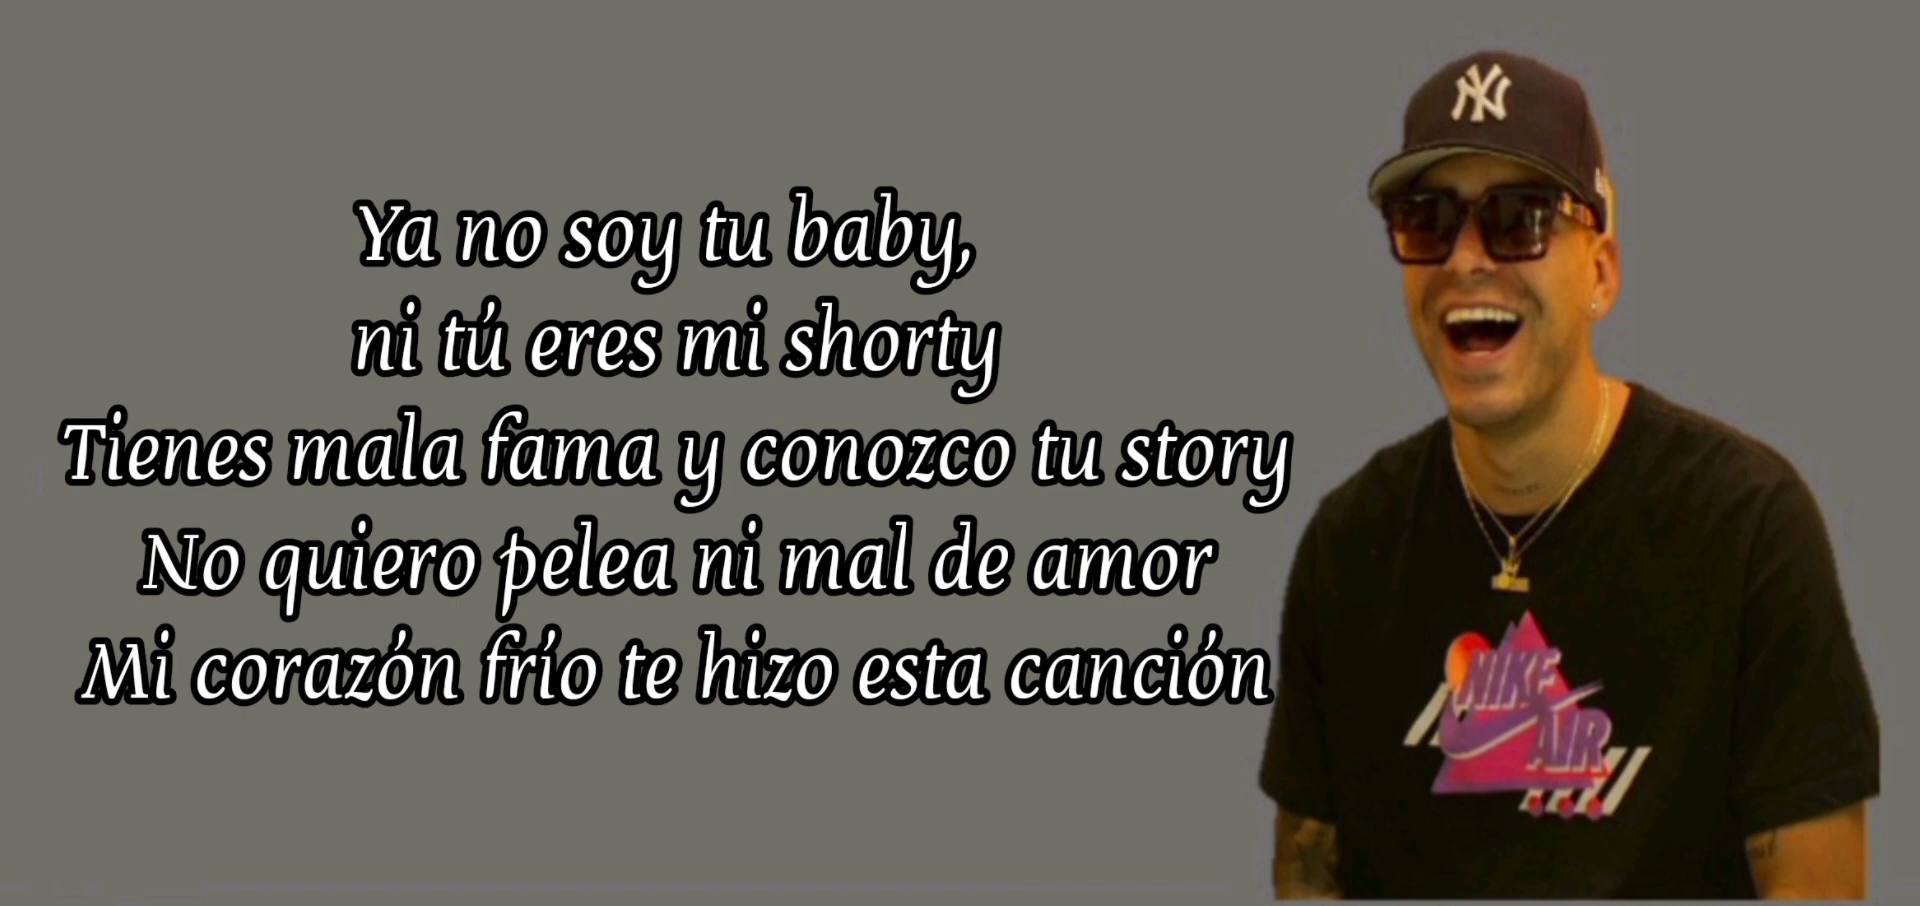 Ya no soy tu baby,
ni tú eres mi shorty
Tienes mala fama y conozco tu story
No quiero pelea ni mal de amor
Mi corazón frío te hizo esta canción
NY
NIKE
AIR